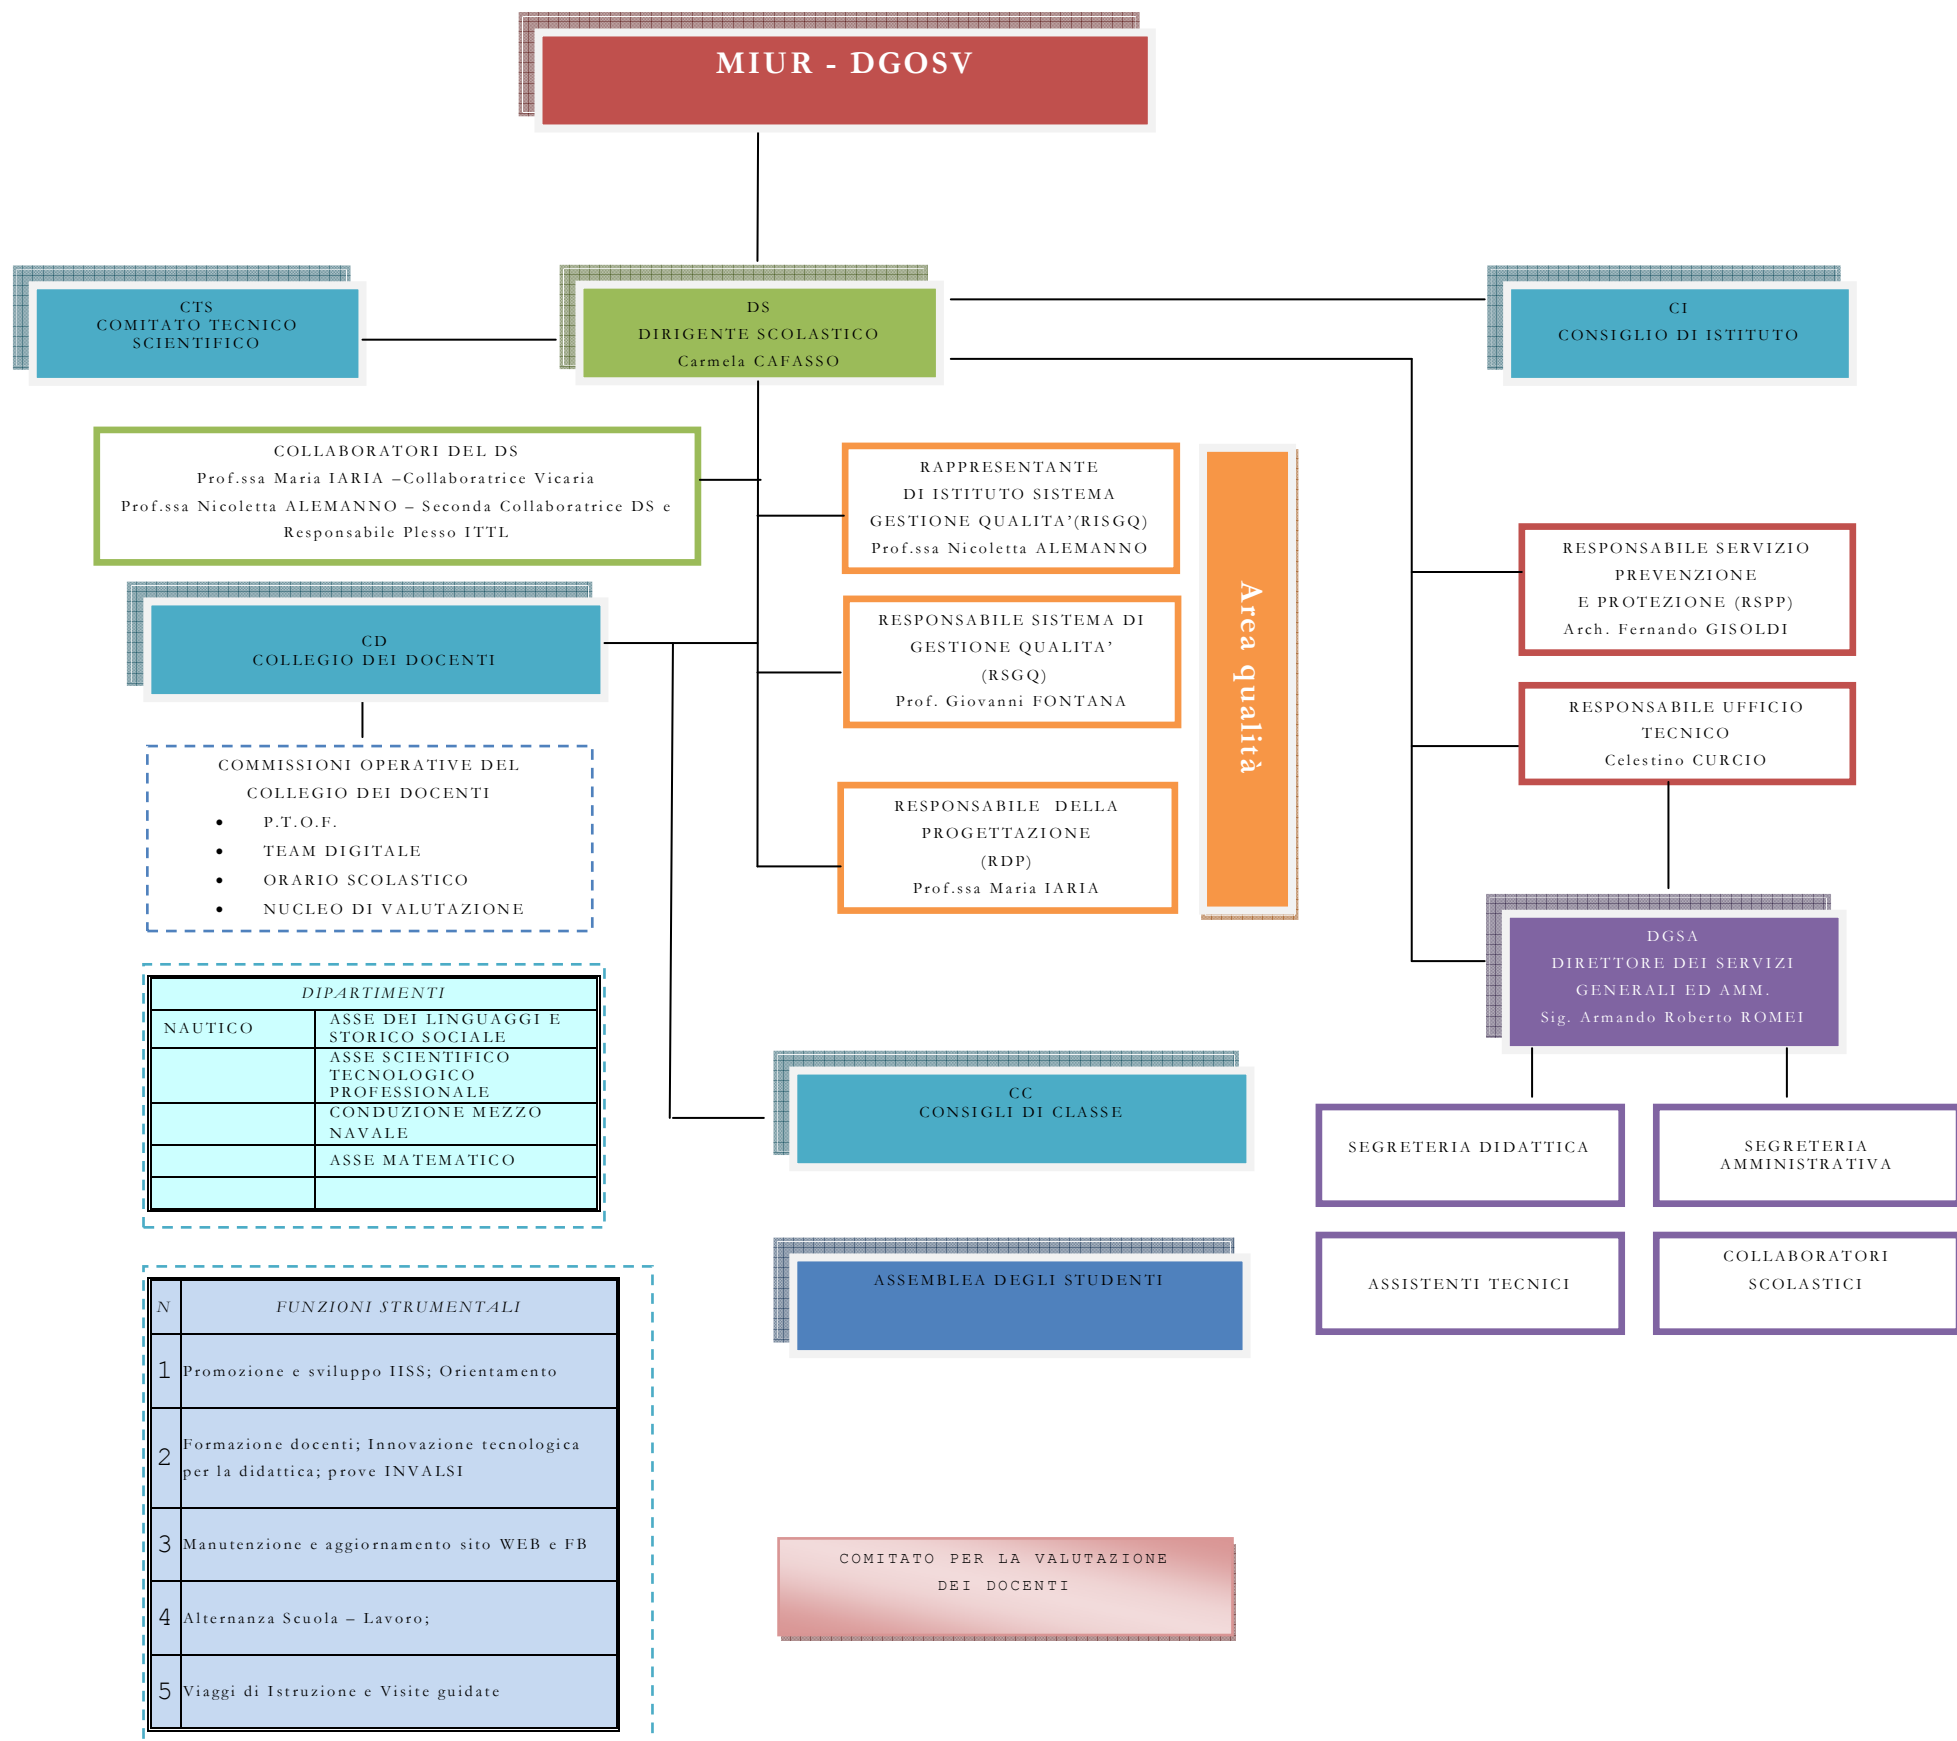 MIUR - DGOSV
CTS
COMITATO TECNICO
SCIENTIFICO
DS
DIRIGENTE SCOLASTICO
Carmela CAFASSO
CI
CONSIGLIO DI ISTITUTO
COLLABORATORI DEL DS
Prof.ssa Maria IARIA –Collaboratrice Vicaria
Prof.ssa Nicoletta ALEMANNO – Seconda Collaboratrice DS e
Responsabile Plesso ITTL
RAPPRESENTANTE
DI ISTITUTO SISTEMA
GESTIONE QUALITA'(RISGQ)
Prof.ssa Nicoletta ALEMANNO
RESPONSABILE SISTEMA DI
GESTIONE QUALITA'
(RSGQ)
Prof. Giovanni FONTANA
RESPONSABILE DELLA
PROGETTAZIONE
(RDP)
Prof.ssa Maria IARIA
Area qualità
RESPONSABILE SERVIZIO
PREVENZIONE
E PROTEZIONE (RSPP)
Arch. Fernando GISOLDI
RESPONSABILE UFFICIO
TECNICO
Celestino CURCIO
CD
COLLEGIO DEI DOCENTI
COMMISSIONI OPERATIVE DEL
COLLEGIO DEI DOCENTI
• P.T.O.F.
• TEAM DIGITALE
• ORARIO SCOLASTICO
• NUCLEO DI VALUTAZIONE
DGSA
DIRETTORE DEI SERVIZI
GENERALI ED AMM.
Sig. Armando Roberto ROMEI
DIPARTIMENTI
NAUTICO
ASSE DEI LINGUAGGI E
STORICO SOCIALE
ASSE SCIENTIFICO
TECNOLOGICO
PROFESSIONALE
CONDUZIONE MEZZO
NAVALE
ASSE MATEMATICO
CC
CONSIGLI DI CLASSE
SEGRETERIA DIDATTICA
SEGRETERIA
AMMINISTRATIVA
ASSISTENTI TECNICI
COLLABORATORI
SCOLASTICI
ASSEMBLEA DEGLI STUDENTI
N FUNZIONI STRUMENTALI
1 Promozione e sviluppo IISS; Orientamento
2 Formazione docenti; Innovazione tecnologica
per la didattica; prove INVALSI
3 Manutenzione e aggiornamento sito WEB e FB
4 Alternanza Scuola – Lavoro;
5 Viaggi di Istruzione e Visite guidate
COMITATO PER LA VALUTAZIONE
DEI DOCENTI